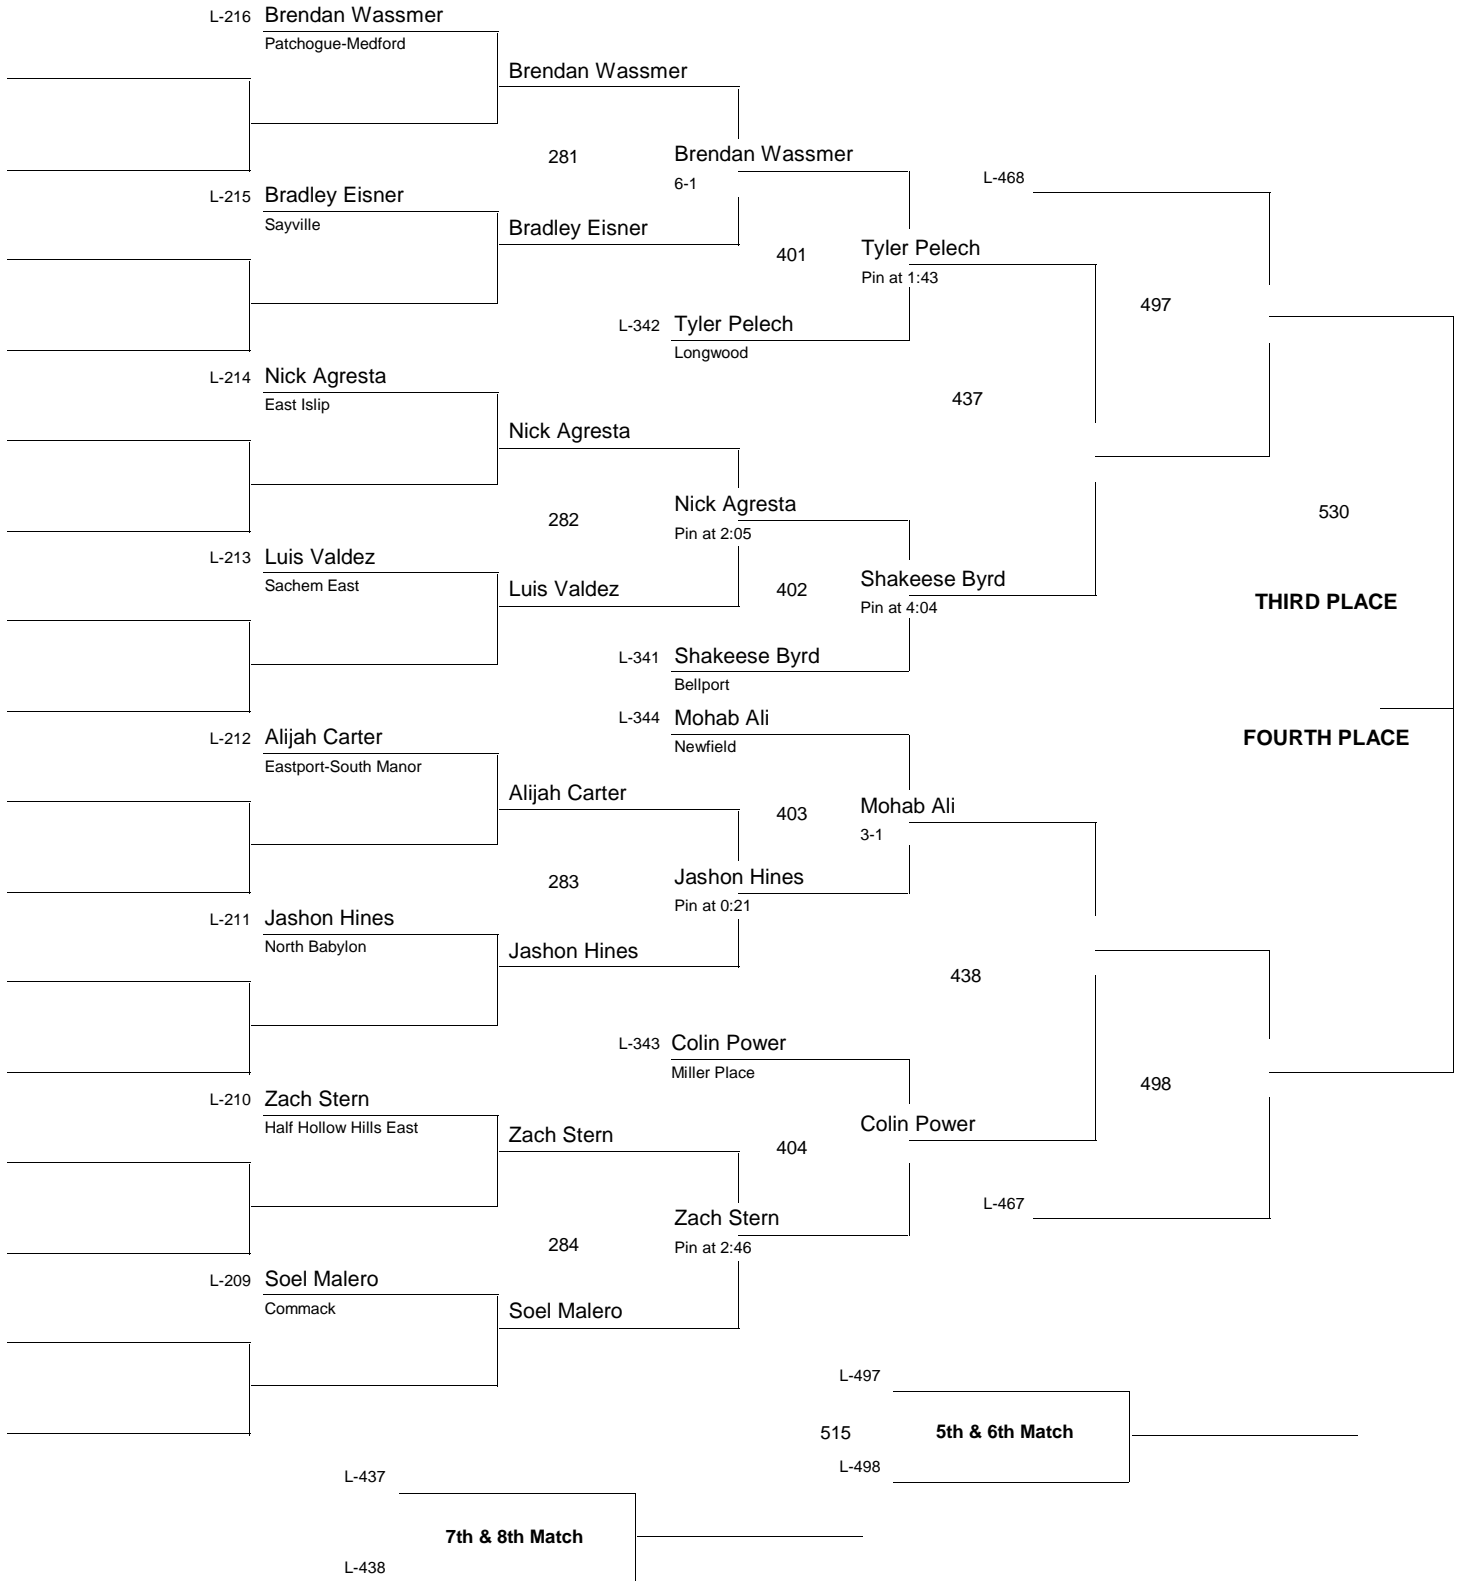 L-216 Brendan Wassmer
Patchogue-Medford
Brendan Wassmer
281
Brendan Wassmer
6-1
L-468
L-215 Bradley Eisner
Sayville
Bradley Eisner
401
Tyler Pelech
Pin at 1:43
497
L-342 Tyler Pelech
Longwood
L-214 Nick Agresta
East Islip
437
Nick Agresta
282
Nick Agresta
Pin at 2:05
530
L-213 Luis Valdez
Sachem East
Luis Valdez
402
Shakeese Byrd
Pin at 4:04
THIRD PLACE
L-341 Shakeese Byrd
Bellport
L-344 Mohab Ali
Newfield
L-212 Alijah Carter
Eastport-South Manor
FOURTH PLACE
Alijah Carter
403
Mohab Ali
3-1
283
Jashon Hines
Pin at 0:21
L-211 Jashon Hines
North Babylon
Jashon Hines
438
L-343 Colin Power
Miller Place
498
L-210 Zach Stern
Half Hollow Hills East
Zach Stern
404
Colin Power
L-467
284
Zach Stern
Pin at 2:46
L-209 Soel Malero
Commack
Soel Malero
L-497
515
5th & 6th Match
L-498
L-437
7th & 8th Match
L-438